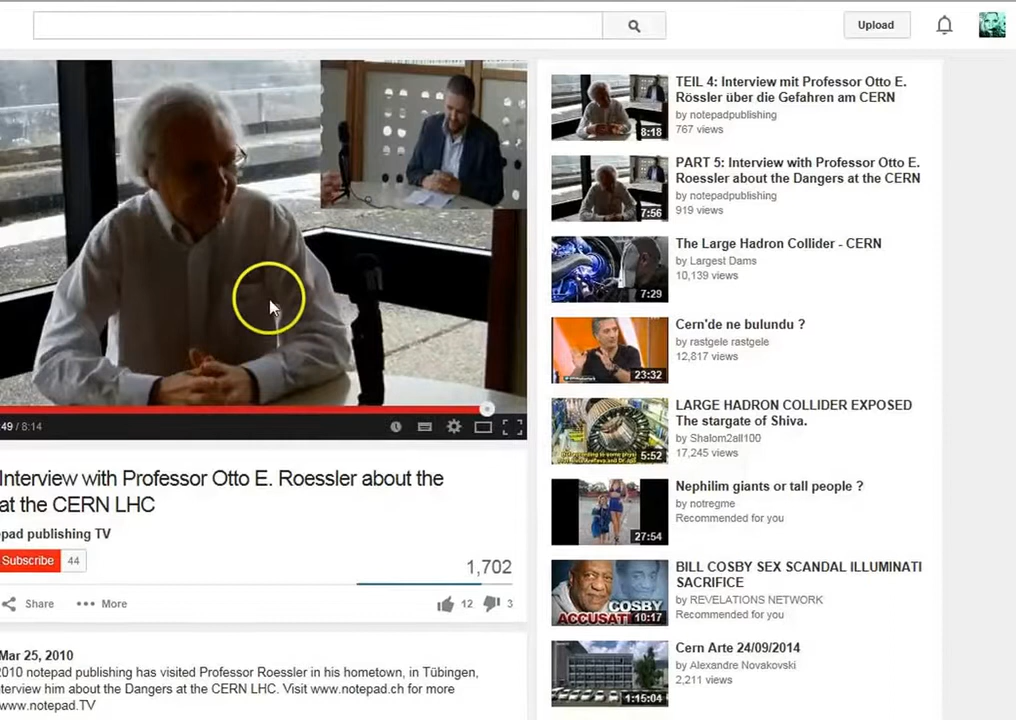 Upload
:49 / 8:14
Interview with Professor Otto E. Roessler about the
at the CERN LHC
pad publishing TV
Subscribe 44
1,702
Share ••• More
12 3
Mar 25, 2010
2010 notepad publishing has visited Professor Roessler in his hometown, in Tübingen,
terview him about the Dangers at the CERN LHC. Visit www.notepad.ch for more
www.notepad.TV
TEIL 4: Interview mit Professor Otto E.
Rössler über die Gefahren am CERN
by notepadpublishing
767 views
8:18
PART 5: Interview with Professor Otto E.
Roessler about the Dangers at the CERN
by notepadpublishing
919 views
7:56
The Large Hadron Collider - CERN
by Largest Dams
10,139 views
7:29
Cern'de ne bulundu ?
by rastgele rastgele
12,817 views
23:32
LARGE HADRON COLLIDER EXPOSED
The stargate of Shiva.
by Shalom2all100
17,245 views
5:52
Nephilim giants or tall people ?
by notregme
Recommended for you
27:54
BILL COSBY SEX SCANDAL ILLUMINATI
SACRIFICE
by REVELATIONS NETWORK
Recommended for you
COSBY
ACCUSAT
10:17
Cern Arte 24/09/2014
by Alexandre Novakovski
2,211 views
1:15:04